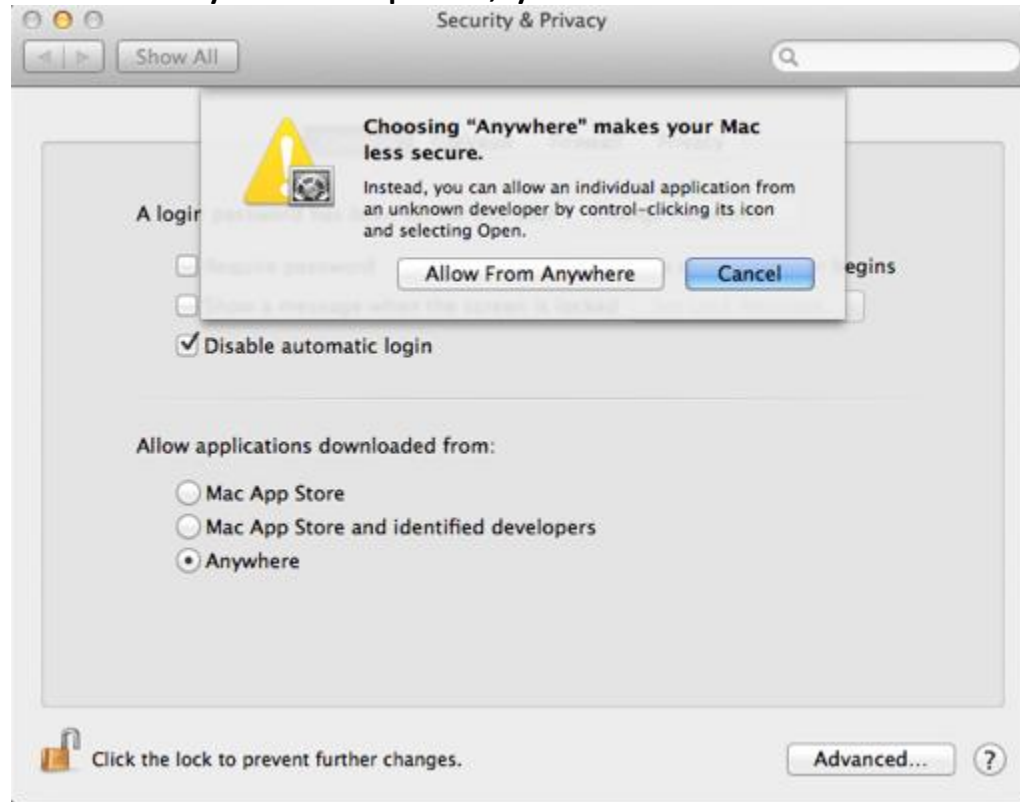 Security & Privacy
Show All
Choosing "Anywhere" makes your Mac
less secure.
Instead, you can allow an individual application from
an unknown developer by control-clicking its icon
and selecting Open.
A login
Allow From Anywhere
Cancel
egins
Disable automatic login
Allow applications downloaded from:
Mac App Store
Mac App Store and identified developers
Anywhere
Click the lock to prevent further changes.
Advanced...
?